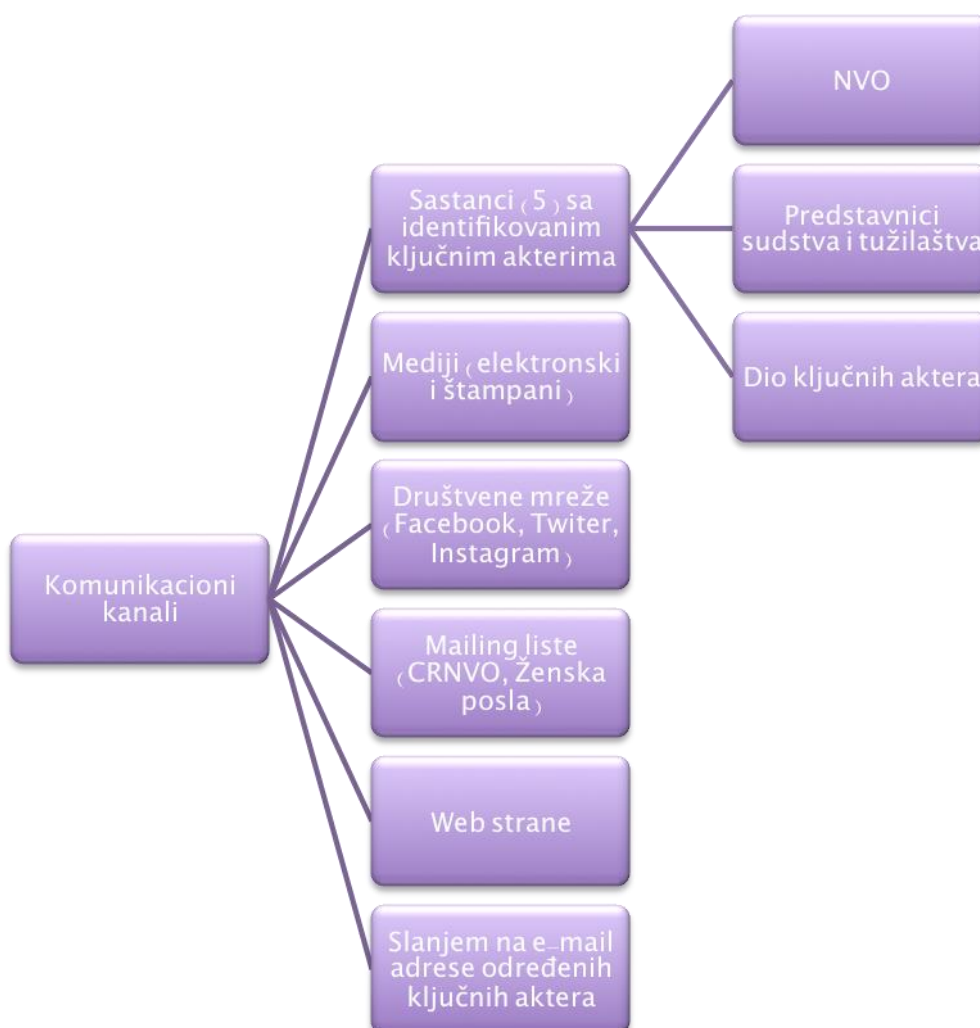 Komunikacioni
kanali
Sastanci (5) sa
identifikovanim
ključnim akterima
NVO
Predstavnici
sudstva i tužilaštva
Dio ključnih aktera
Mediji (elektronski
i štampani)
Društvene mreže
(Facebook, Twiter,
Instagram)
Mailing liste
(CRNVO, Ženska
posla)
Web strane
Slanjem na e-mail
adrese određenih
ključnih aktera